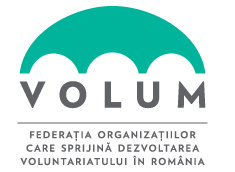 VOLUM
FEDERAȚIA ORGANIZAȚIILOR
CARE SPRIJINĂ DEZVOLTAREA
VOLUNTARIATULUI ÎN ROMÂNIA